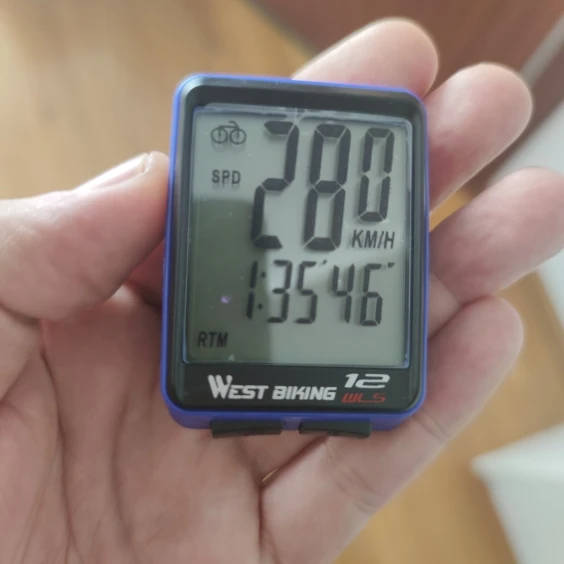 SPD 280 KM/H
1:35'46"
RTM
WEST BIKING 12
WLS